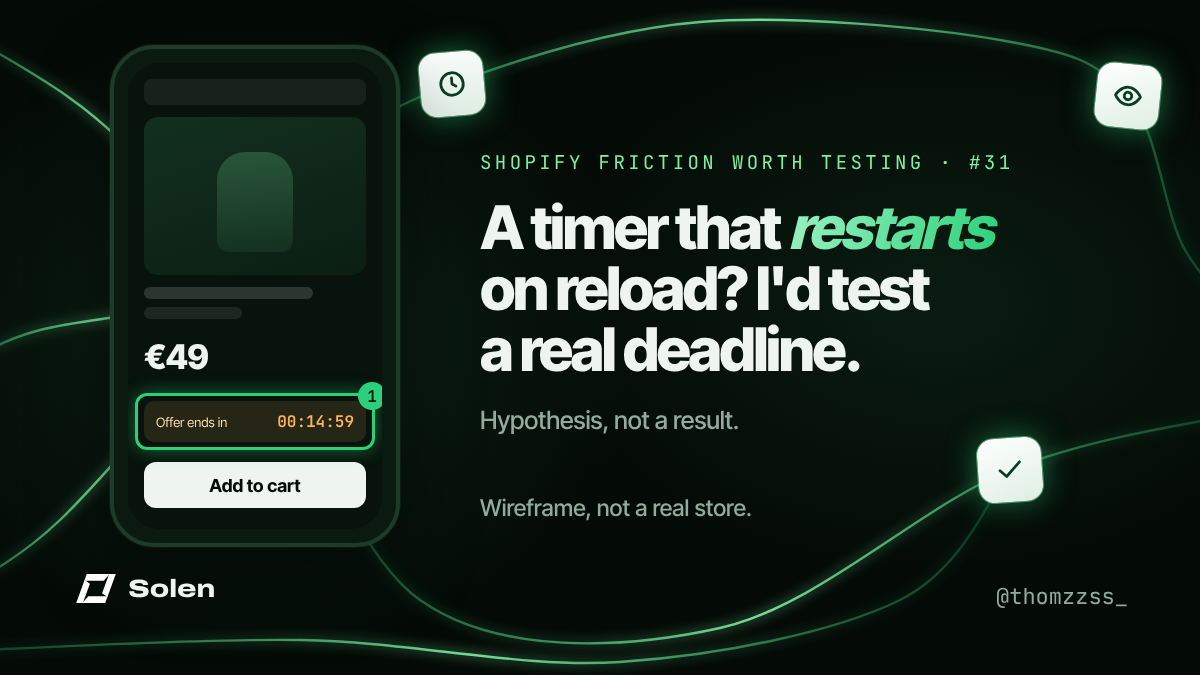 SHOPIFY FRICTION WORTH TESTING · #31
A timer that restarts
on reload? I'd test
a real deadline.
Hypothesis, not a result.
Wireframe, not a real store.
€49
1
Offer ends in 00:14:59
Add to cart
Solen
@thomzzss_